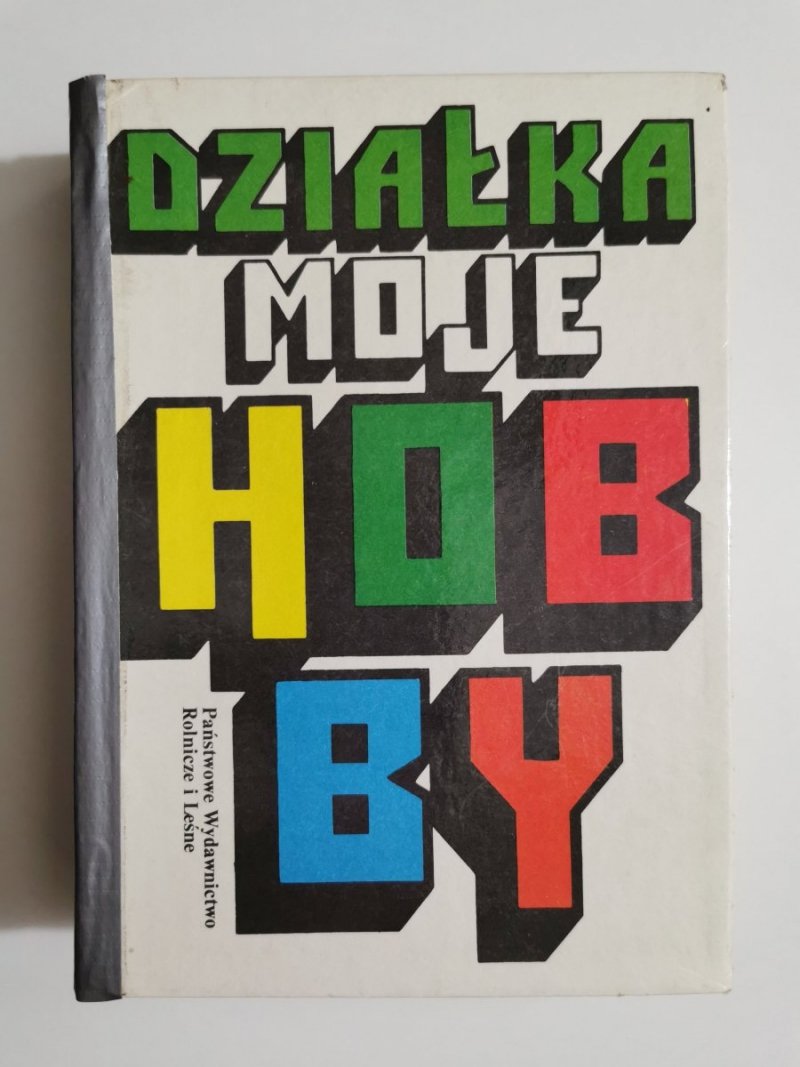 DZIAŁKA
MOJE
HOB
BY
Państwowe Wydawnictwo
Rolnicze i Leśne